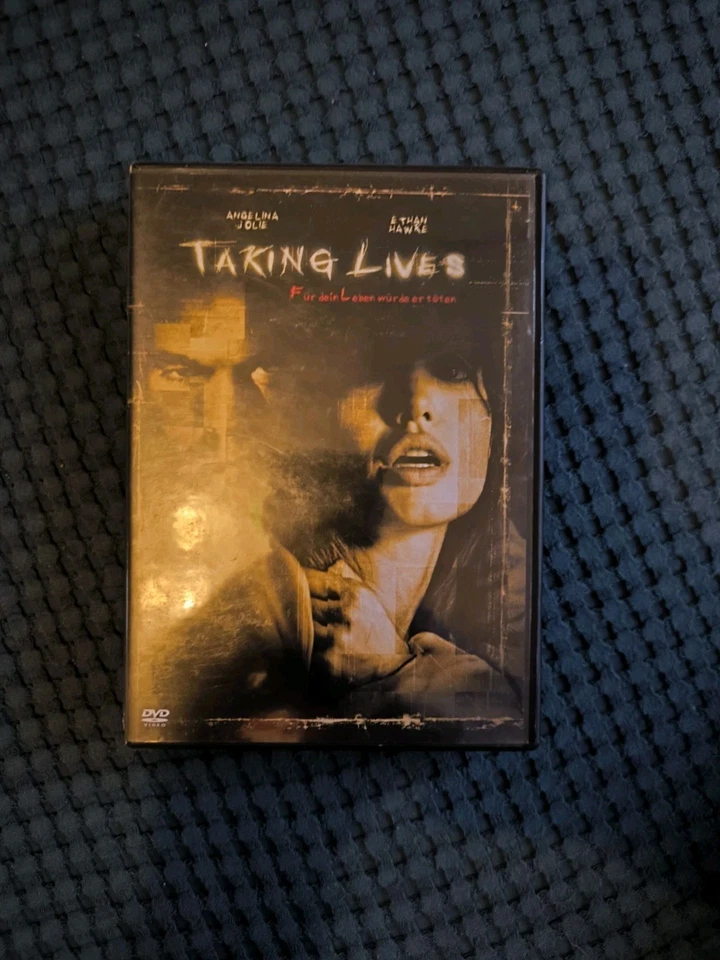 ANGELINA
JOLIE
ETHAN
HAWKE
TAKING LIVES
Für dein Leben würde er töten
DVD
VIDEO